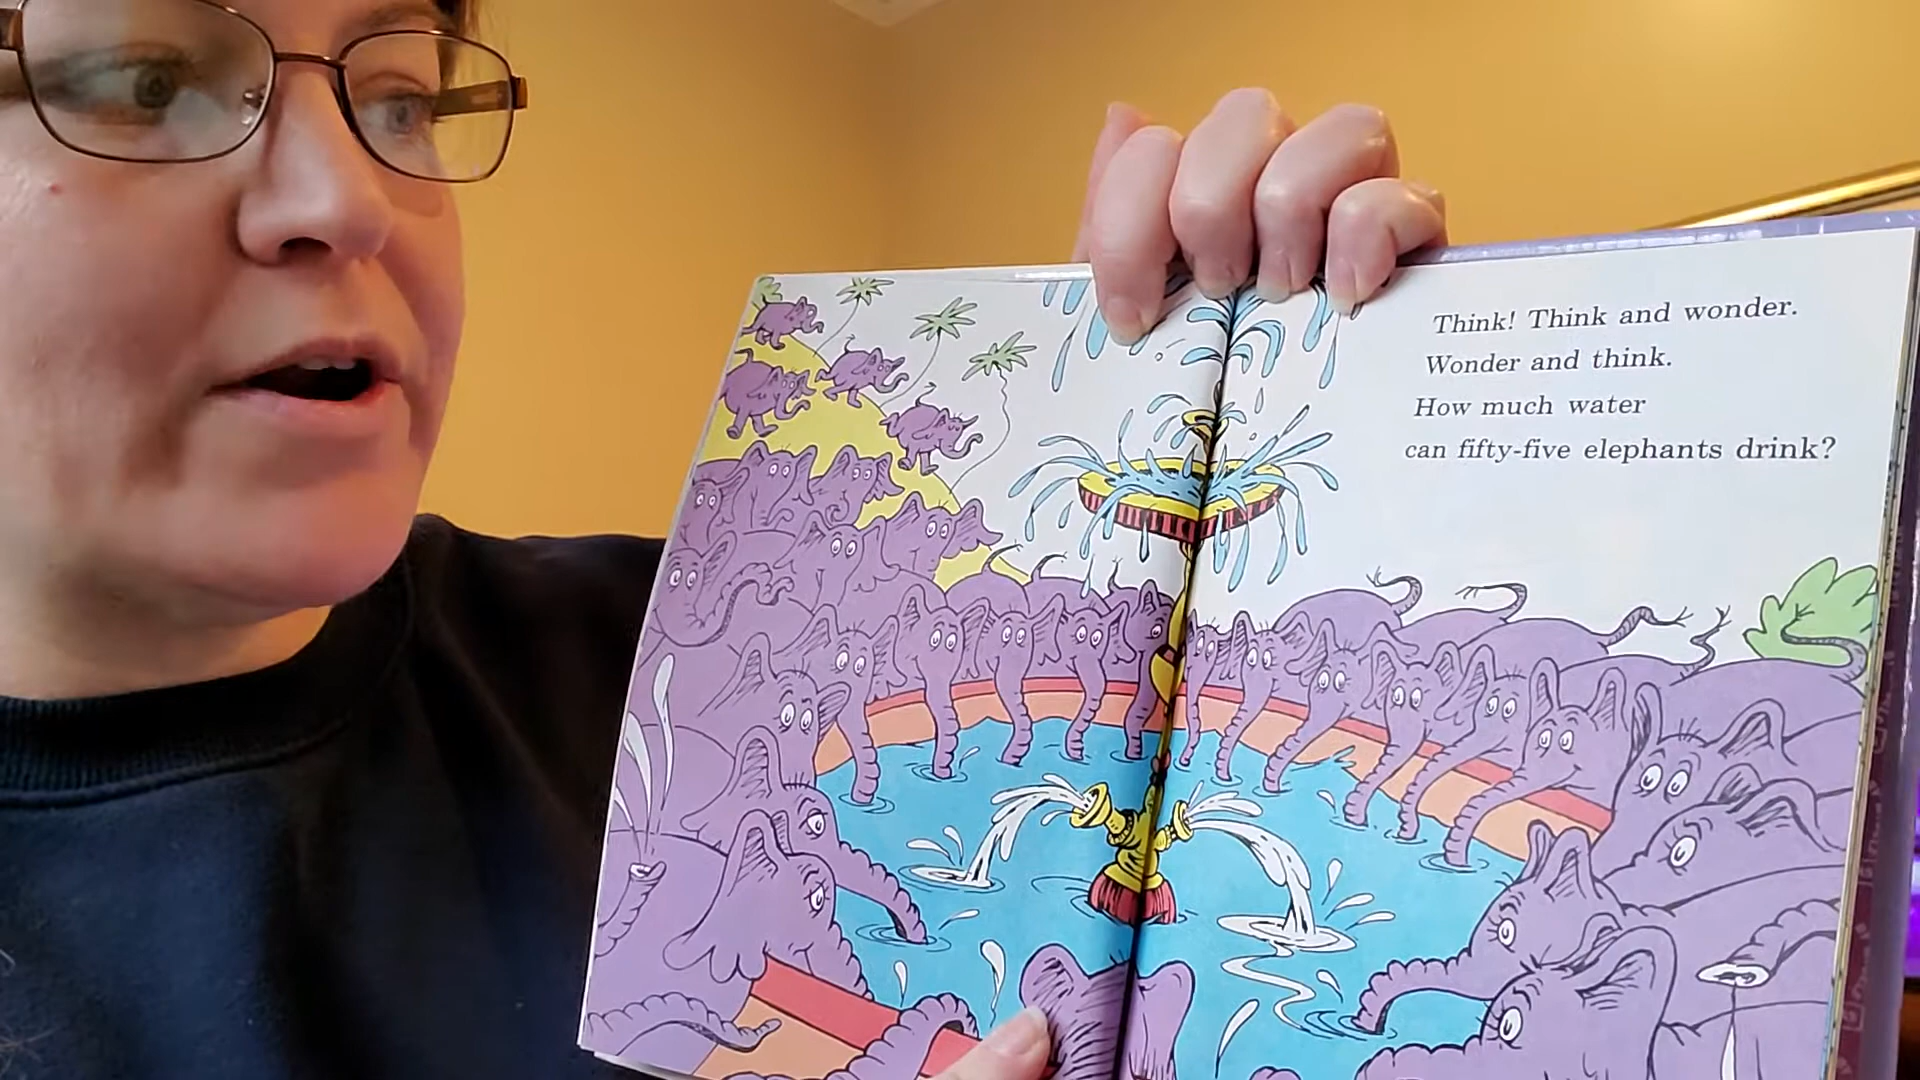 Think! Think and wonder.
Wonder and think.
How much water
can fifty-five elephants drink?